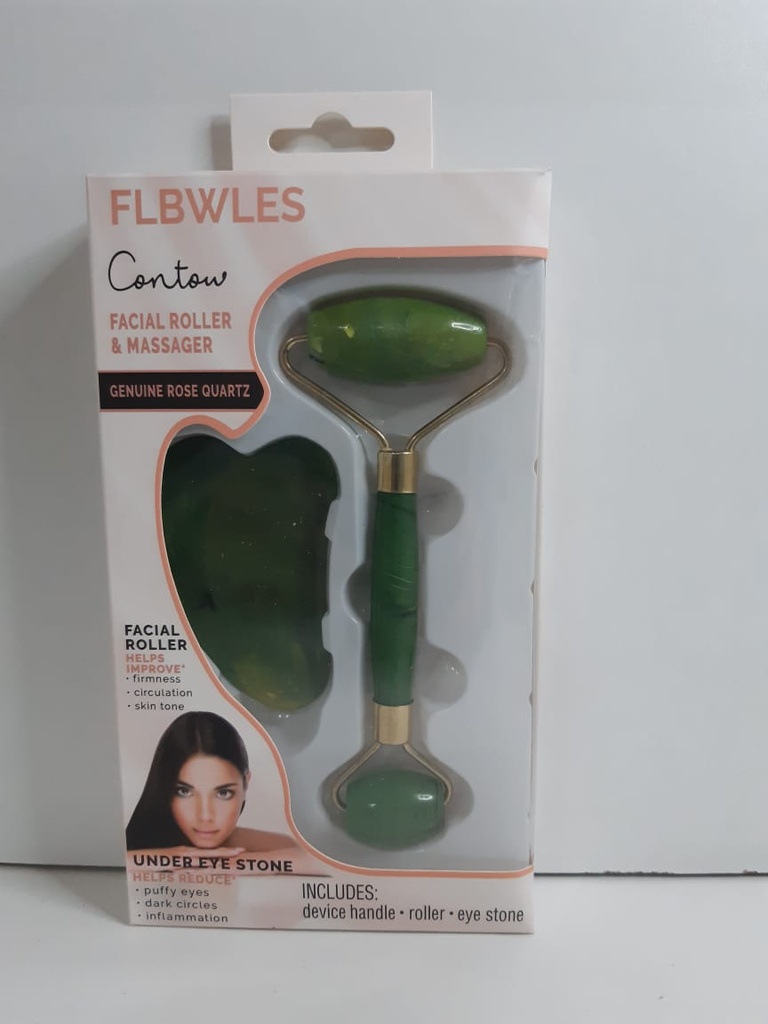 FLBWLES
Contour
FACIAL ROLLER
& MASSAGER
GENUINE ROSE QUARTZ
FACIAL
ROLLER
HELPS
IMPROVE*
• firmness
• circulation
• skin tone
UNDER EYE STONE
HELPS REDUCE*
• puffy eyes
• dark circles
• inflammation
INCLUDES:
device handle • roller • eye stone